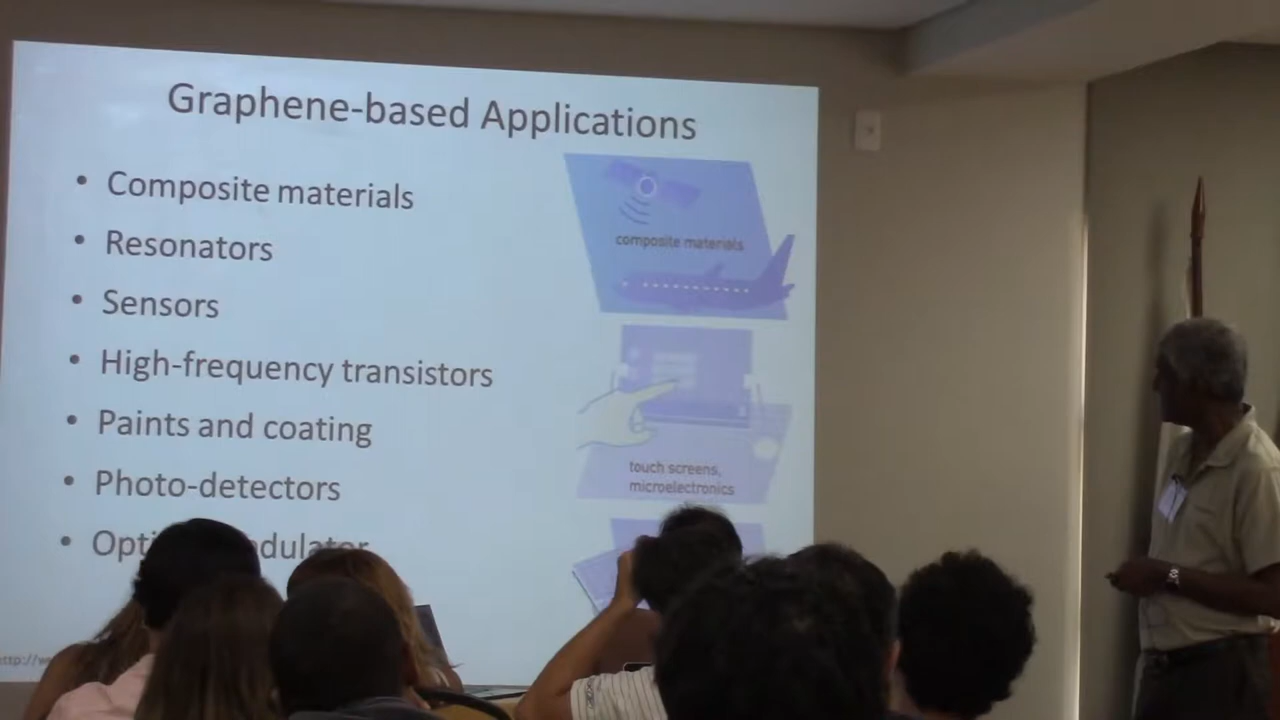 Graphene-based Applications
• Composite materials
• Resonators
• Sensors
• High-frequency transistors
• Paints and coating
• Photo-detectors
composite materials
touch screens,
microelectronics